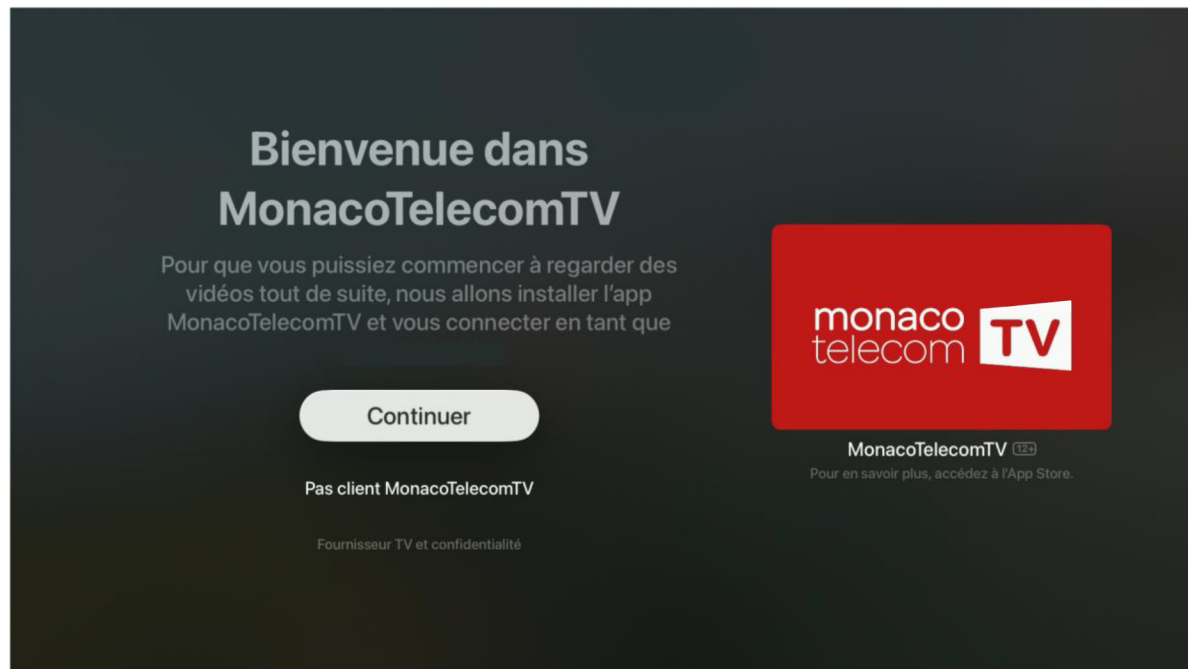 Bienvenue dans
MonacoTelecomTV
Pour que vous puissiez commencer à regarder des
vidéos tout de suite, nous allons installer l’app
MonacoTelecomTV et vous connecter en tant que
Continuer
Pas client MonacoTelecomTV
Fournisseur TV et confidentialité
monaco
telecom TV
MonacoTelecomTV 12+
Pour en savoir plus, accédez à l’App Store.